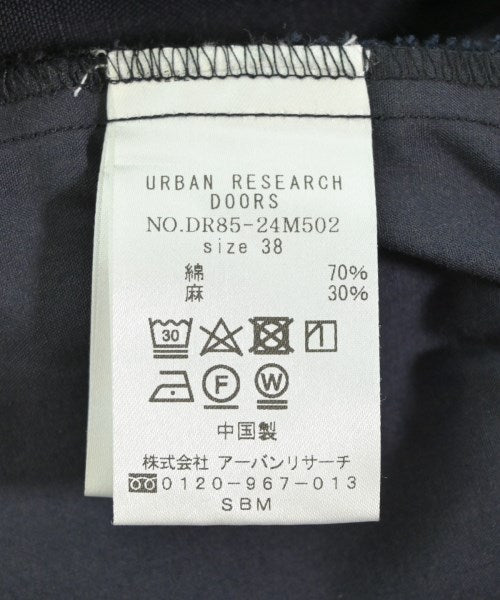 URBAN RESEARCH
DOORS
NO.DR85-24M502
size 38
綿 70%
麻 30%
30
F W
中国製
株式会社 アーバンリサーチ
0120-967-013
SBM